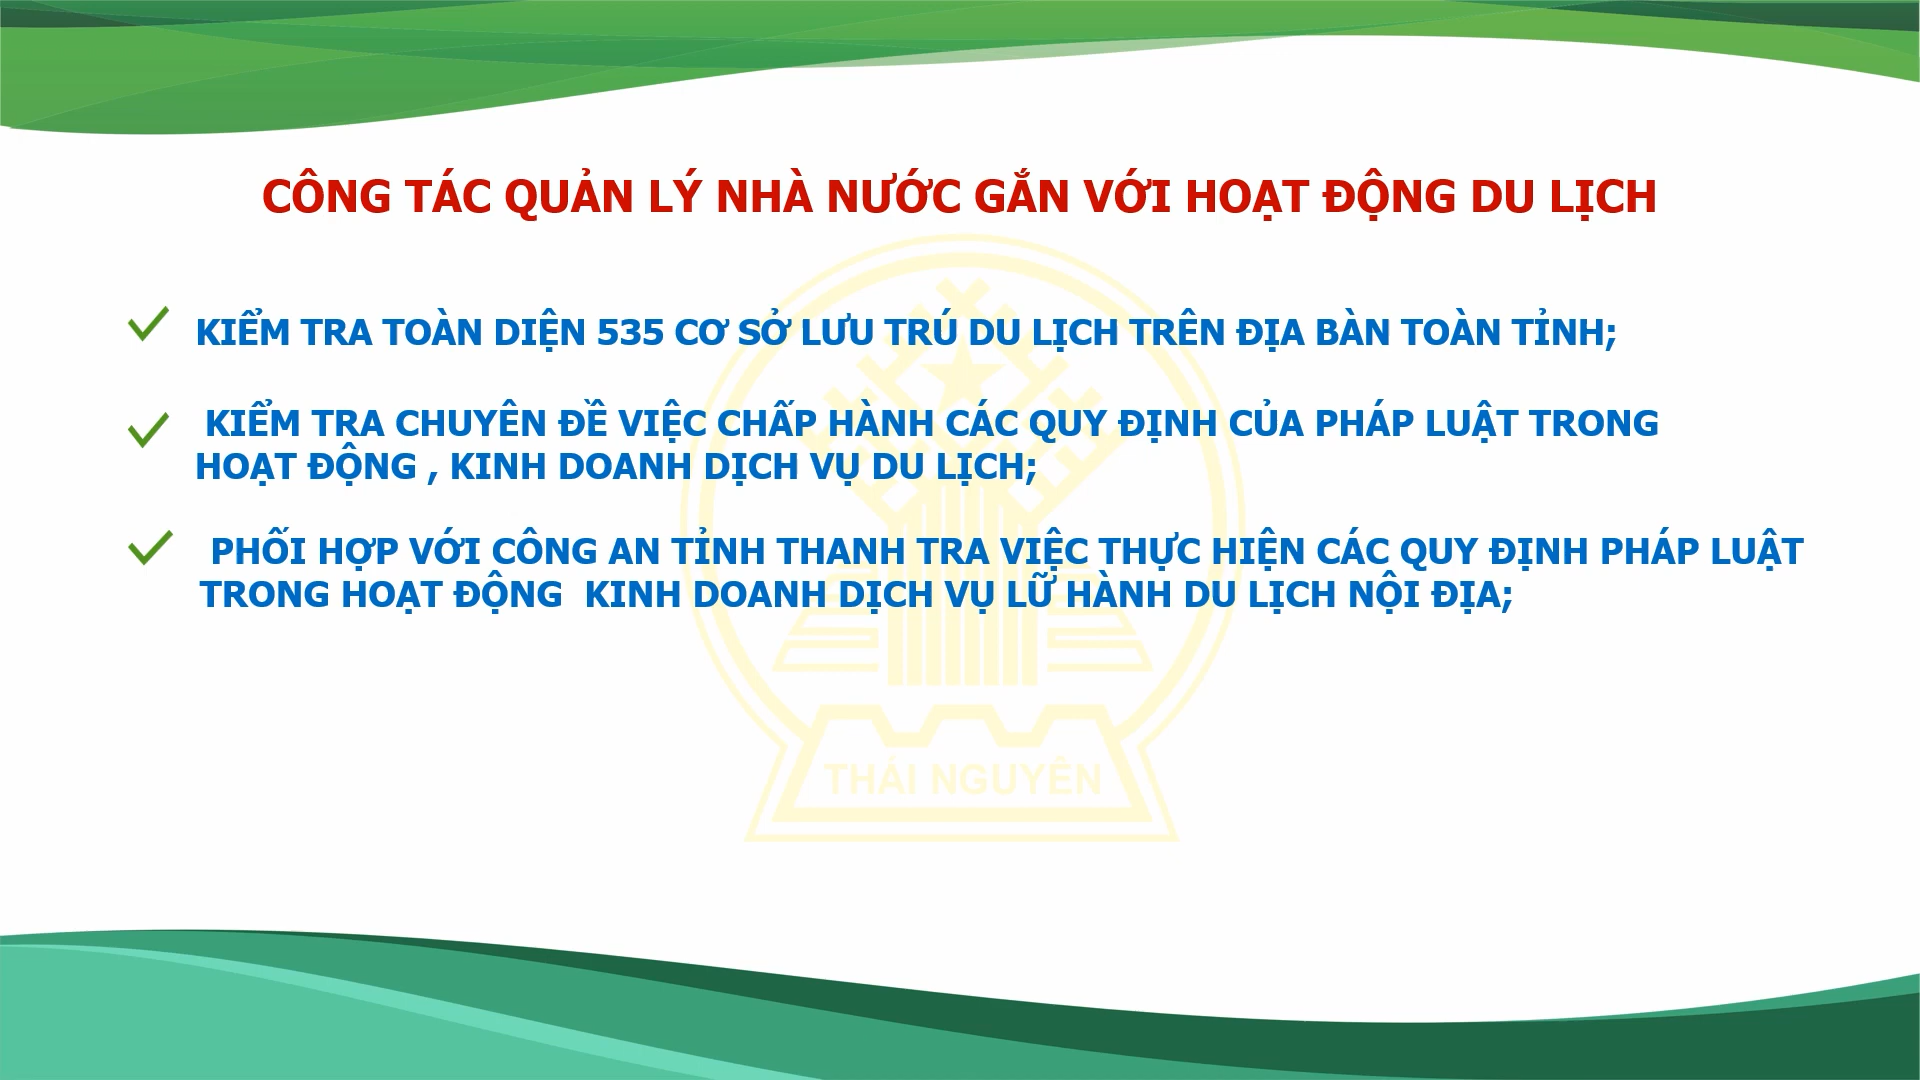 CÔNG TÁC QUẢN LÝ NHÀ NƯỚC GẮN VỚI HOẠT ĐỘNG DU LỊCH
KIỂM TRA TOÀN DIỆN 535 CƠ SỞ LƯU TRÚ DU LỊCH TRÊN ĐỊA BÀN TOÀN TỈNH;
KIỂM TRA CHUYÊN ĐỀ VIỆC CHẤP HÀNH CÁC QUY ĐỊNH CỦA PHÁP LUẬT TRONG
HOẠT ĐỘNG , KINH DOANH DỊCH VỤ DU LỊCH;
PHỐI HỢP VỚI CÔNG AN TỈNH THANH TRA VIỆC THỰC HIỆN CÁC QUY ĐỊNH PHÁP LUẬT
TRONG HOẠT ĐỘNG  KINH DOANH DỊCH VỤ LỮ HÀNH DU LỊCH NỘI ĐỊA;
THÁI NGUYÊN